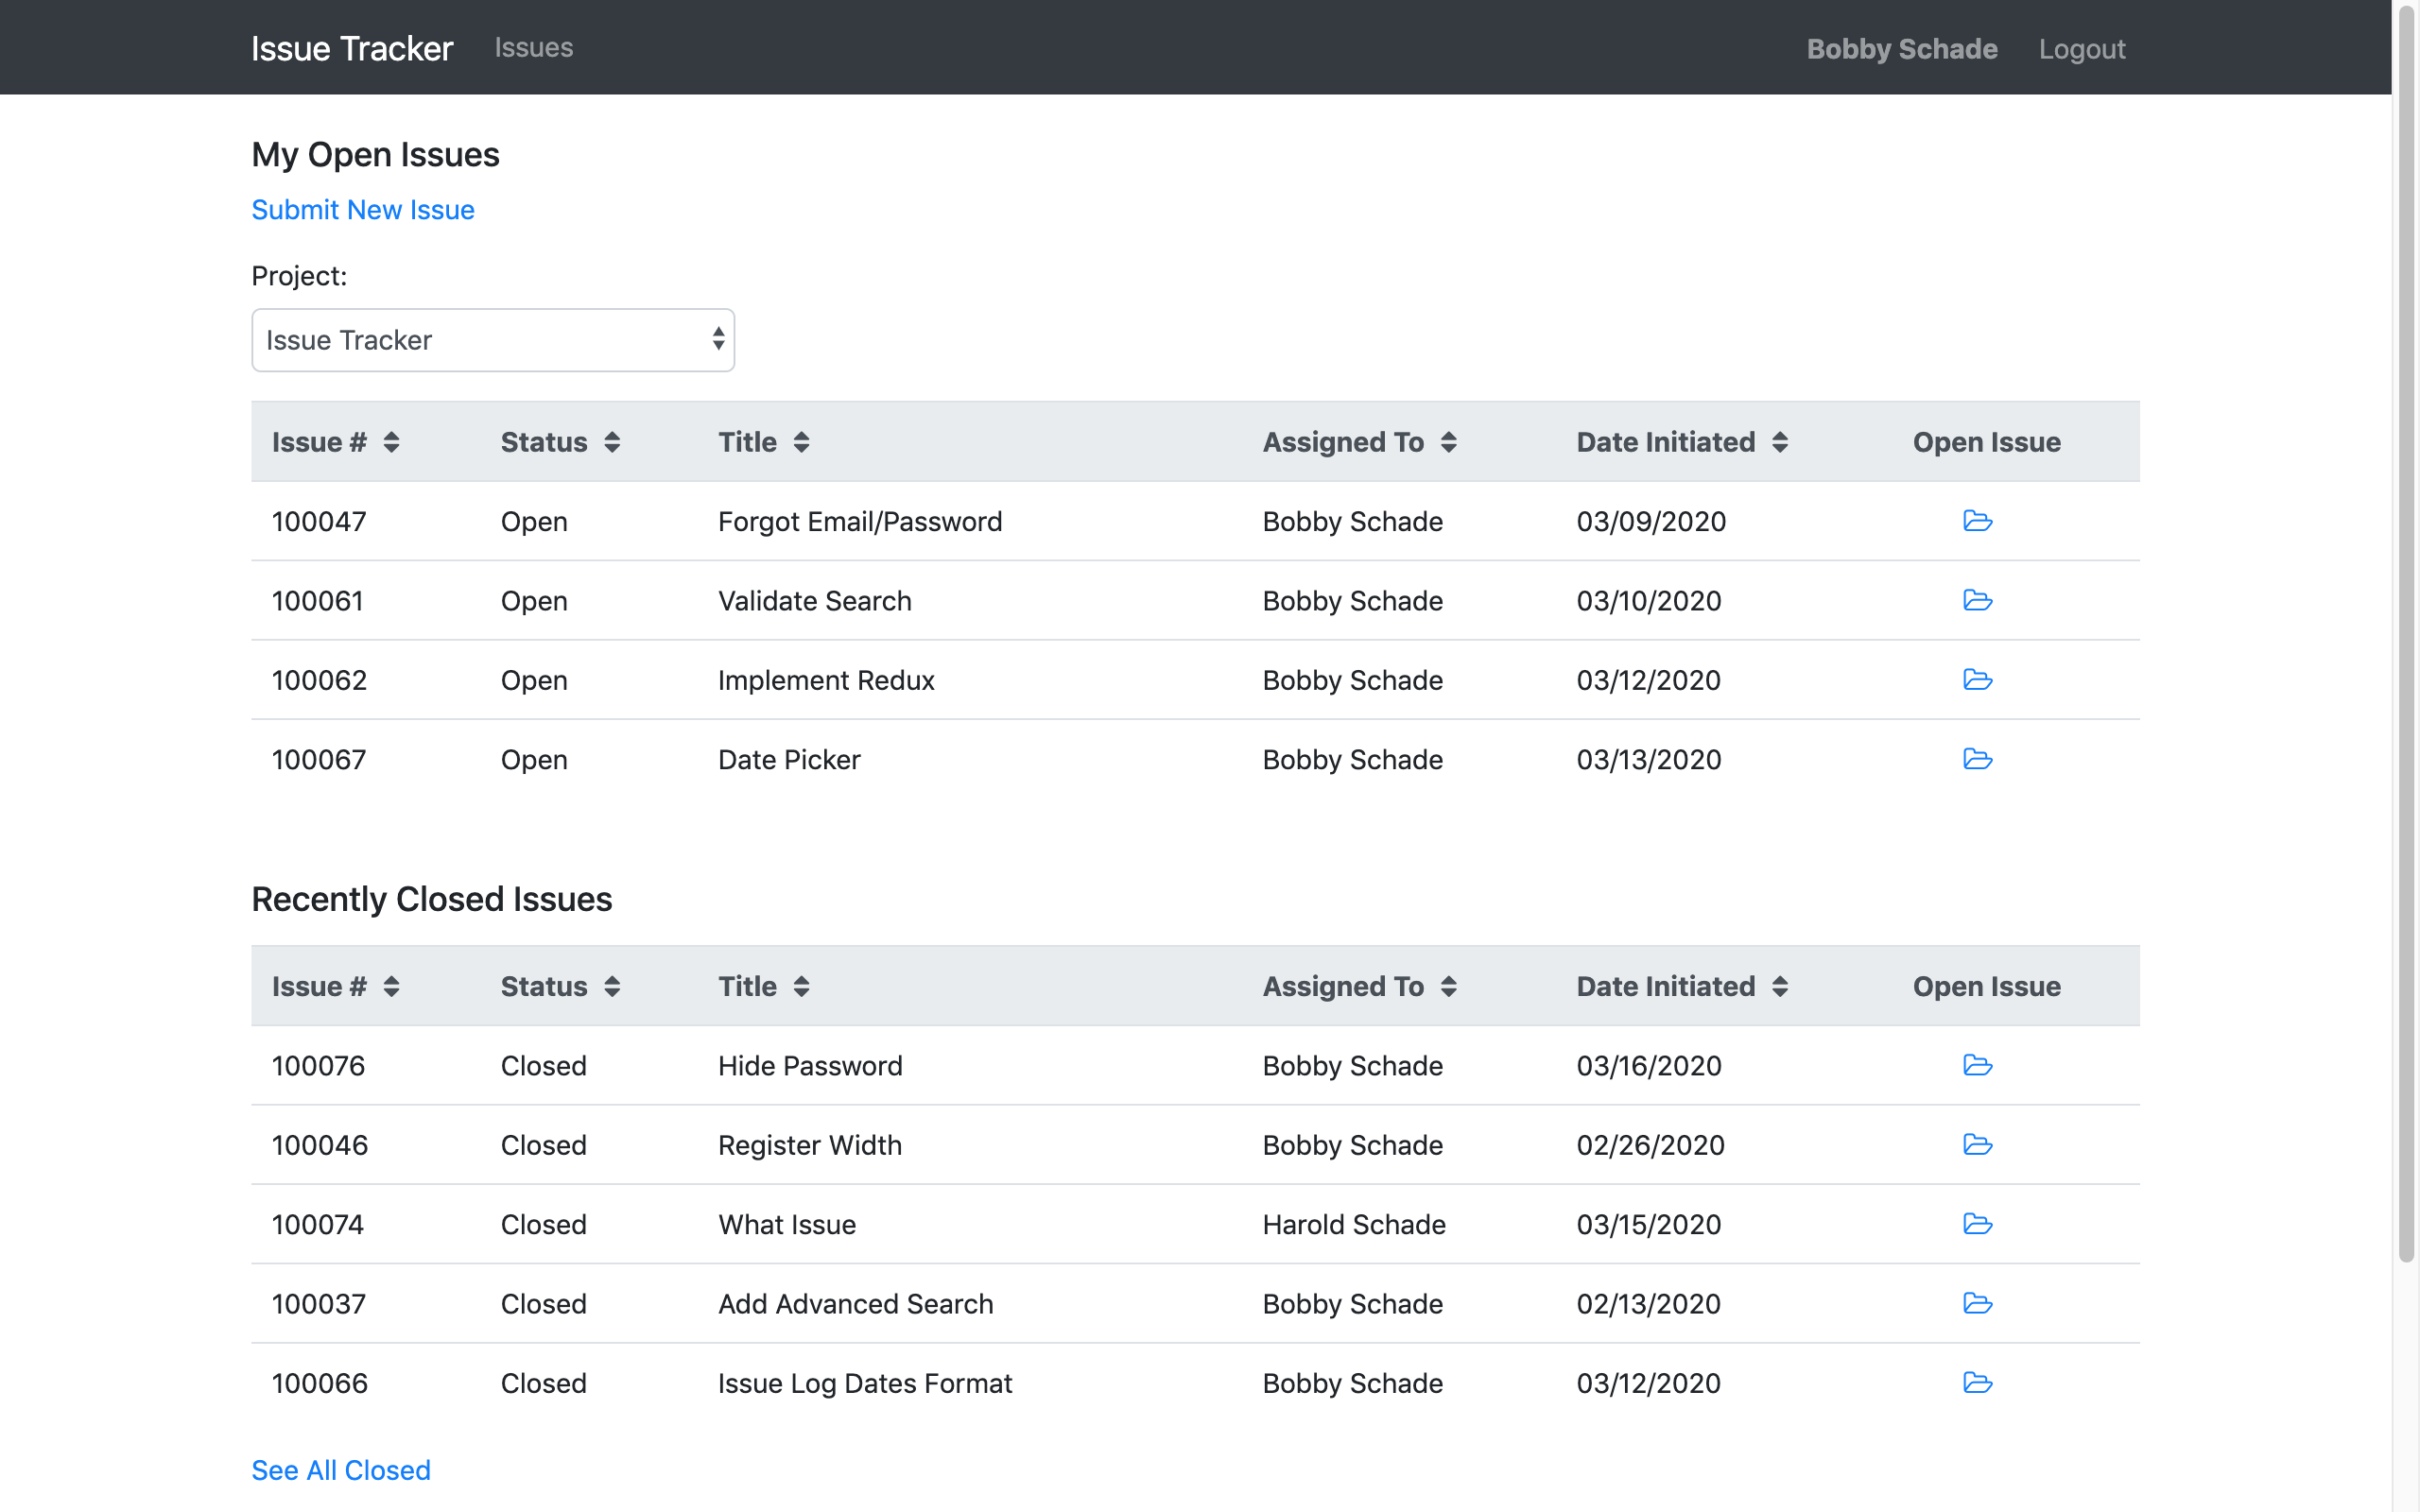 Issue Tracker Issues Bobby Schade Logout
My Open Issues
Submit New Issue
Project:
Issue Tracker
Issue # Status Title Assigned To Date Initiated Open Issue
100047 Open Forgot Email/Password Bobby Schade 03/09/2020
100061 Open Validate Search Bobby Schade 03/10/2020
100062 Open Implement Redux Bobby Schade 03/12/2020
100067 Open Date Picker Bobby Schade 03/13/2020
Recently Closed Issues
Issue # Status Title Assigned To Date Initiated Open Issue
100076 Closed Hide Password Bobby Schade 03/16/2020
100046 Closed Register Width Bobby Schade 02/26/2020
100074 Closed What Issue Harold Schade 03/15/2020
100037 Closed Add Advanced Search Bobby Schade 02/13/2020
100066 Closed Issue Log Dates Format Bobby Schade 03/12/2020
See All Closed